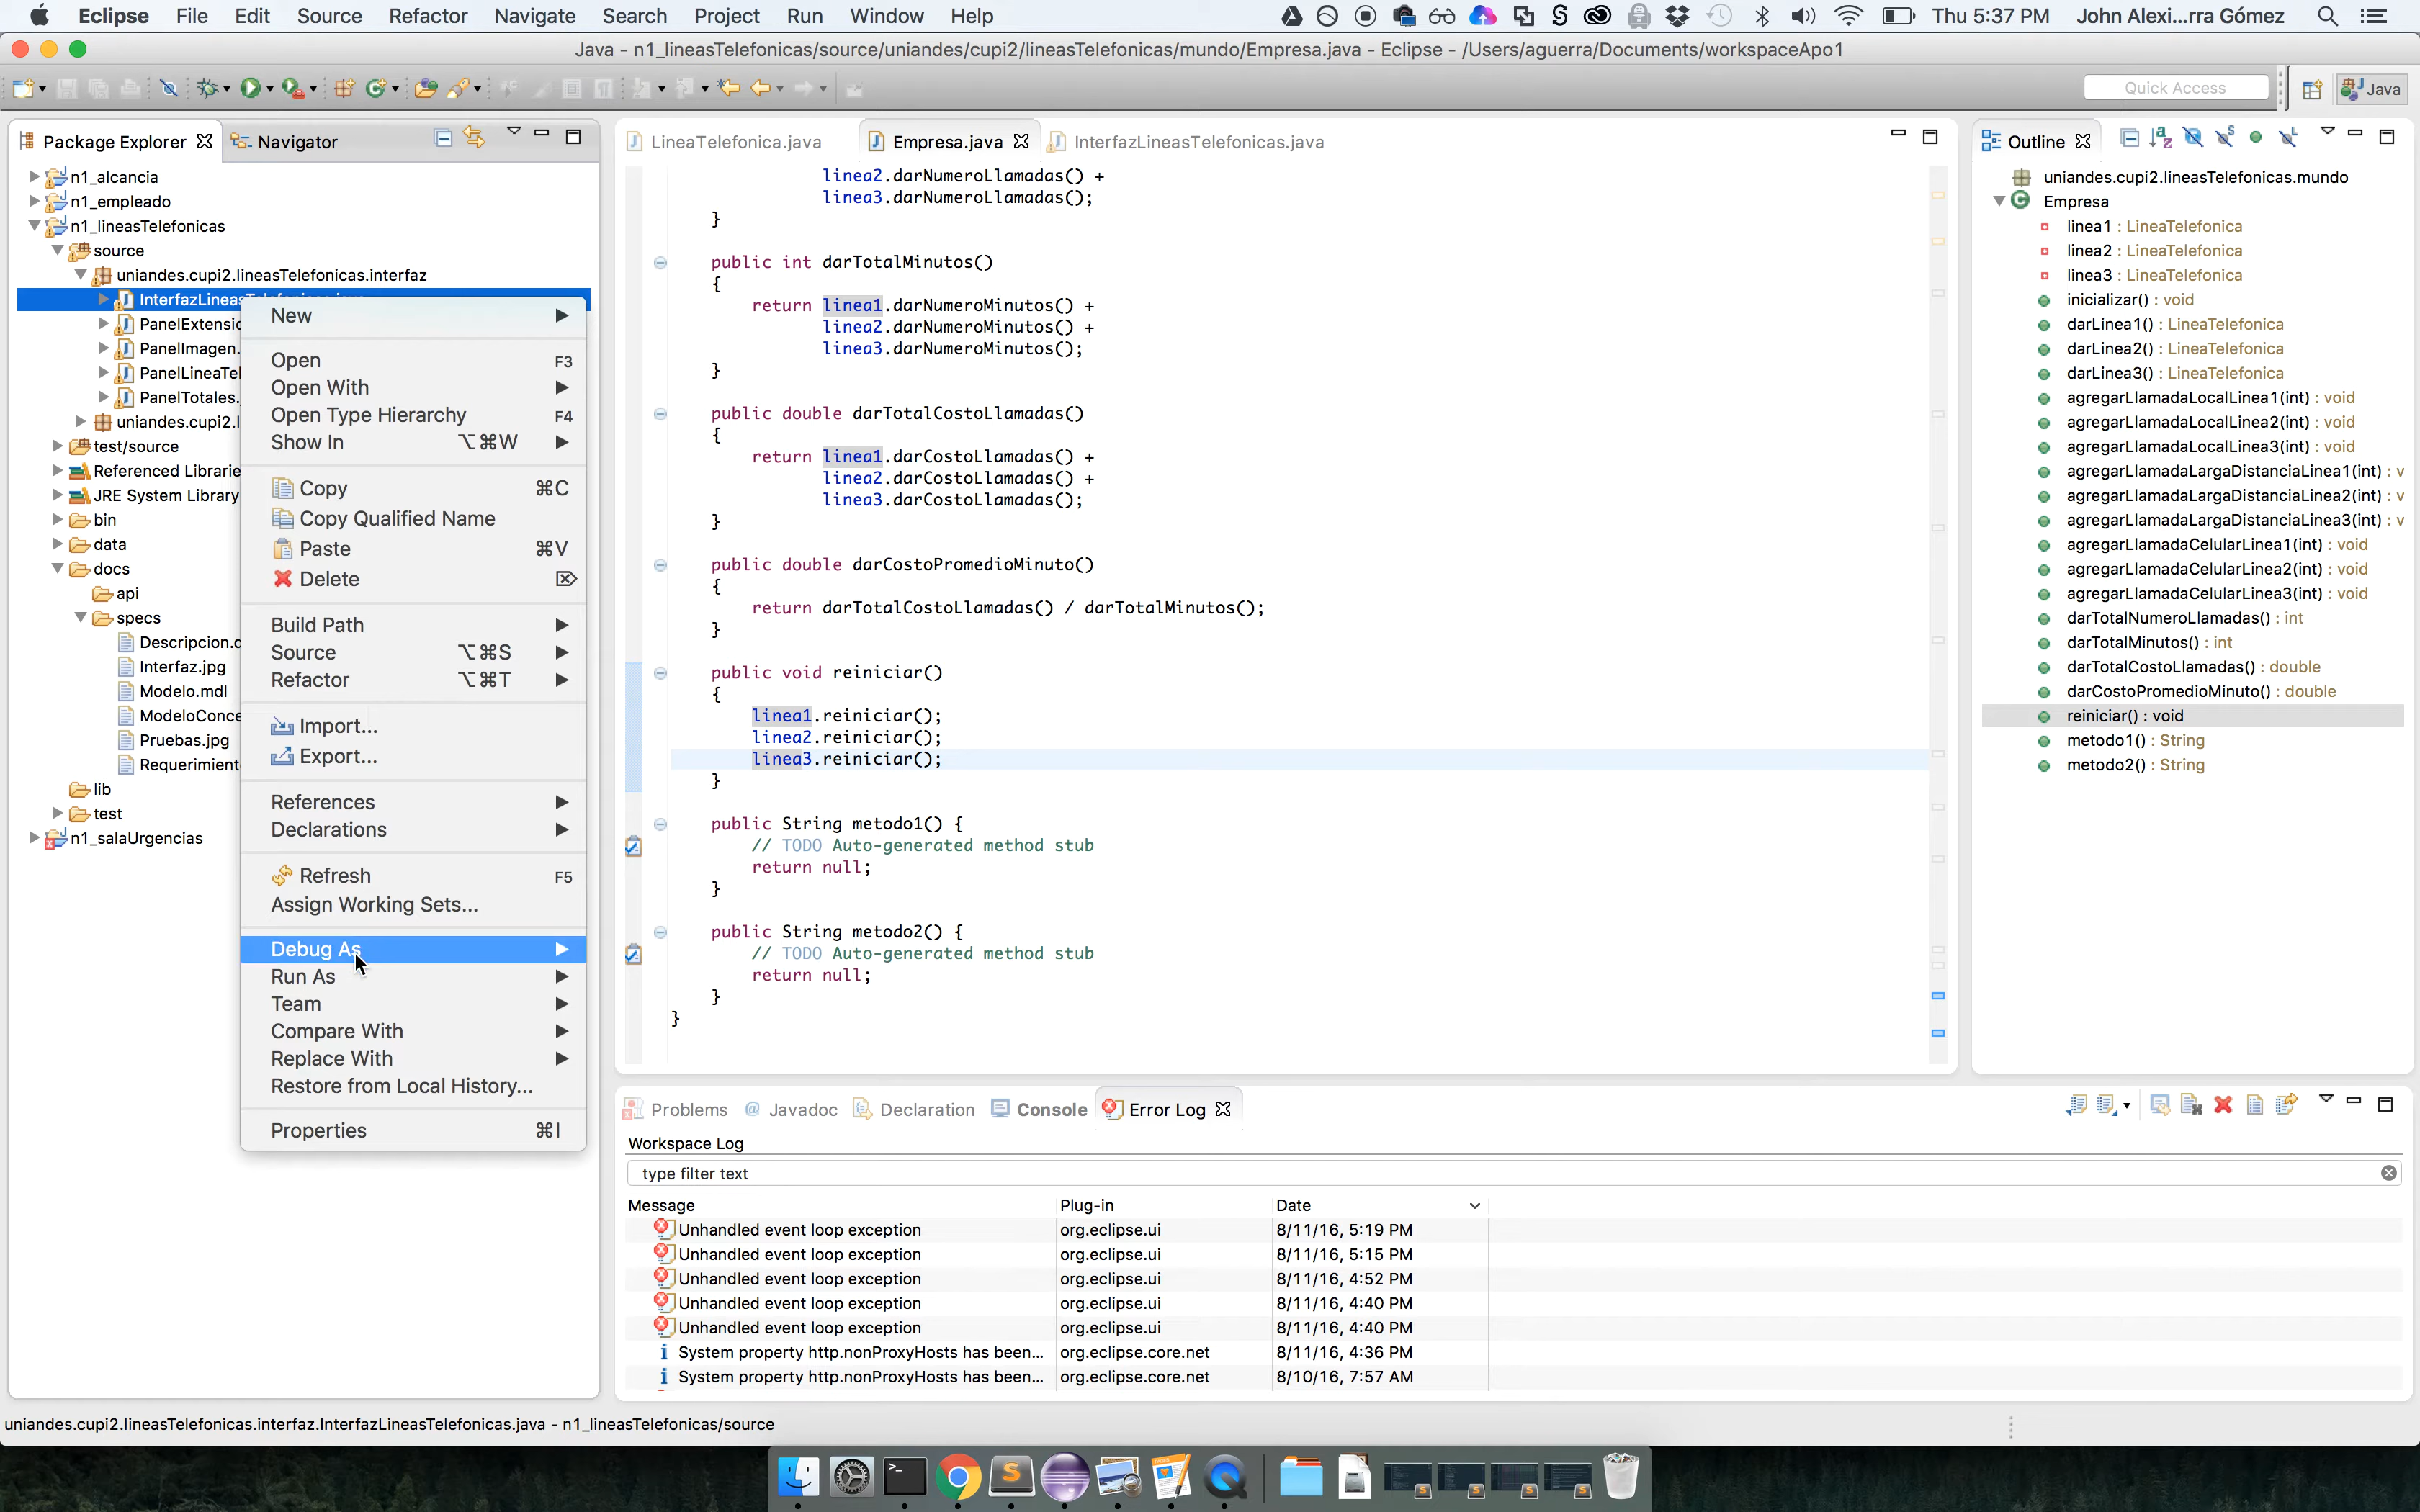 Eclipse File Edit Source Refactor Navigate Search Project Run Window Help Thu 5:37 PM John Alexi...rra Gómez
Java - n1_lineasTelefonicas/source/uniandes/cupi2/lineasTelefonicas/mundo/Empresa.java - Eclipse - /Users/aguerra/Documents/workspaceApo1
Quick Access
Java
Package Explorer
Navigator
n1_alcancia
n1_empleado
n1_lineasTelefonicas
source
uniandes.cupi2.lineasTelefonicas.interfaz
PanelImagen.
PanelTotales.
uniandes.cupi2.l
test/source
Referenced Librarie
JRE System Library
bin
data
docs
api
specs
Descripcion.c
Interfaz.jpg
Modelo.mdl
ModeloConce
Pruebas.jpg
Requerimient
lib
test
n1_salaUrgencias
New
Open F3
Open With
Open Type Hierarchy F4
Show In ⌥⌘W
Copy ⌘C
Copy Qualified Name
Paste ⌘V
Delete ⌦
Build Path
Source ⌥⌘S
Refactor ⌥⌘T
Import...
Export...
References
Declarations
Refresh F5
Assign Working Sets...
Debug As
Run As
Team
Compare With
Replace With
Restore from Local History...
Properties ⌘I
LineaTelefonica.java
Empresa.java
InterfazLineasTelefonicas.java
linea2.darNumeroLlamadas() +
linea3.darNumeroLlamadas();
}
public int darTotalMinutos()
{
return linea1.darNumeroMinutos() +
linea2.darNumeroMinutos() +
linea3.darNumeroMinutos();
}
public double darTotalCostoLlamadas()
{
return linea1.darCostoLlamadas() +
linea2.darCostoLlamadas() +
linea3.darCostoLlamadas();
}
public double darCostoPromedioMinuto()
{
return darTotalCostoLlamadas() / darTotalMinutos();
}
public void reiniciar()
{
linea1.reiniciar();
linea2.reiniciar();
linea3.reiniciar();
}
public String metodo1() {
// TODO Auto-generated method stub
return null;
}
public String metodo2() {
// TODO Auto-generated method stub
return null;
}
}
Outline
uniandes.cupi2.lineasTelefonicas.mundo
Empresa
linea1 : LineaTelefonica
linea2 : LineaTelefonica
linea3 : LineaTelefonica
inicializar() : void
darLinea1() : LineaTelefonica
darLinea2() : LineaTelefonica
darLinea3() : LineaTelefonica
agregarLlamadaLocalLinea1(int) : void
agregarLlamadaLocalLinea2(int) : void
agregarLlamadaLocalLinea3(int) : void
agregarLlamadaLargaDistanciaLinea1(int) : v
agregarLlamadaLargaDistanciaLinea2(int) : v
agregarLlamadaLargaDistanciaLinea3(int) : v
agregarLlamadaCelularLinea1(int) : void
agregarLlamadaCelularLinea2(int) : void
agregarLlamadaCelularLinea3(int) : void
darTotalNumeroLlamadas() : int
darTotalMinutos() : int
darTotalCostoLlamadas() : double
darCostoPromedioMinuto() : double
reiniciar() : void
metodo1() : String
metodo2() : String
Problems
Javadoc
Declaration
Console
Error Log
Workspace Log
type filter text
Message Plug-in Date
Unhandled event loop exception org.eclipse.ui 8/11/16, 5:19 PM
Unhandled event loop exception org.eclipse.ui 8/11/16, 5:15 PM
Unhandled event loop exception org.eclipse.ui 8/11/16, 4:52 PM
Unhandled event loop exception org.eclipse.ui 8/11/16, 4:40 PM
Unhandled event loop exception org.eclipse.ui 8/11/16, 4:40 PM
System property http.nonProxyHosts has been... org.eclipse.core.net 8/11/16, 4:36 PM
System property http.nonProxyHosts has been... org.eclipse.core.net 8/10/16, 7:57 AM
uniandes.cupi2.lineasTelefonicas.interfaz.InterfazLineasTelefonicas.java - n1_lineasTelefonicas/source